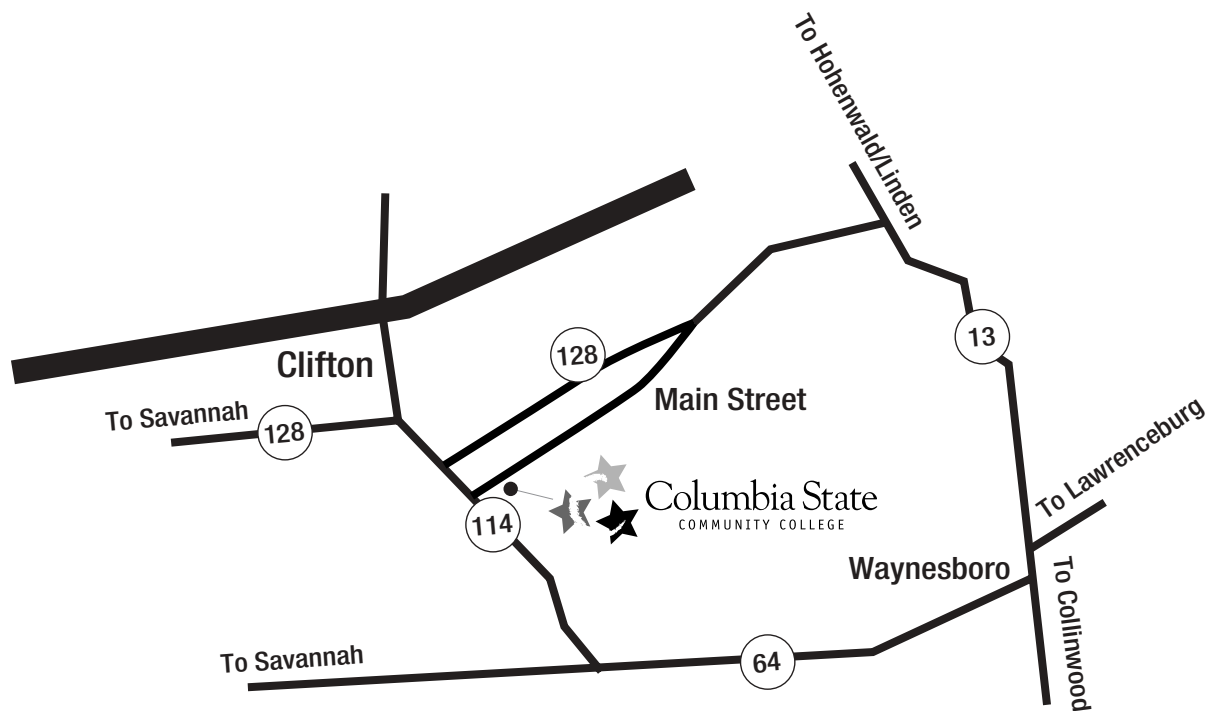 To Hohenwald/Linden
13
Clifton
128
Main Street
To Savannah
128
To Lawrenceburg
Columbia State
COMMUNITY COLLEGE
114
Waynesboro
To Collinwood
To Savannah
64